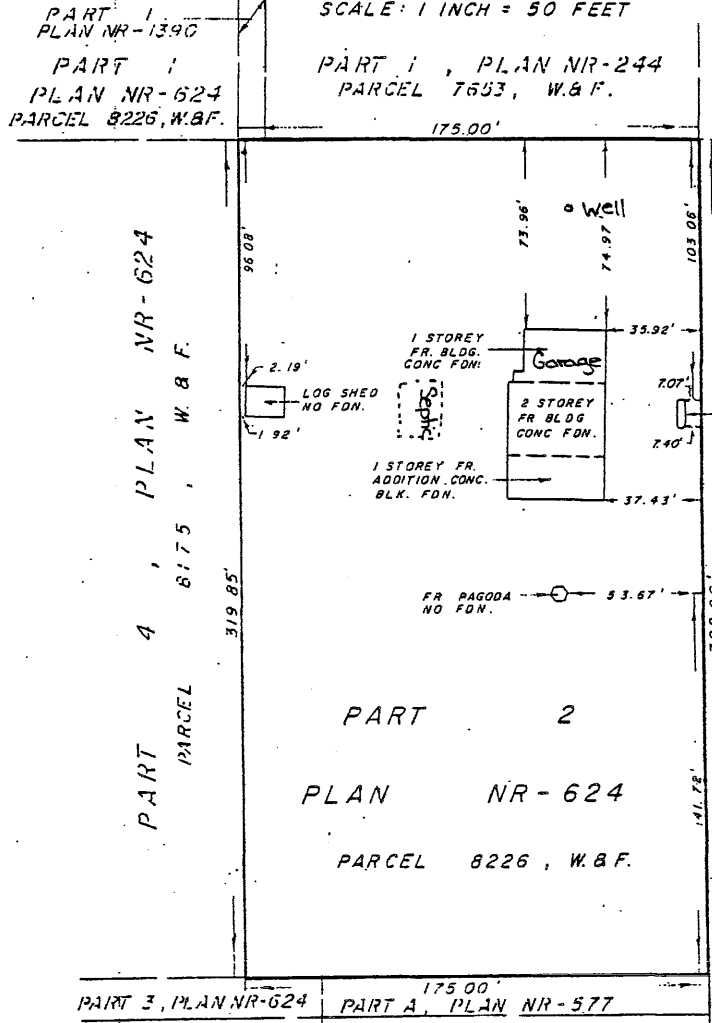 PART 1
PLAN NR-1390
SCALE: 1 INCH = 50 FEET
PART 1
PLAN NR-624
PARCEL 8226, W.&F.
PART 1 , PLAN NR-244
PARCEL 7653, W.&F.
175.00'
96.08'
73.96'
Well
74.97
103.06'
PART 4 , PLAN NR-624
PARCEL 8175 , W.&F.
319.85'
2.19'
LOG SHED
NO FDN.
1.92'
Septic
1 STOREY
FR. BLDG.
CONC FDN.
Garage
35.92'
2 STOREY
FR BLDG
CONC FDN.
7.07'
7.40'
1 STOREY FR.
ADDITION.CONC.
BLK. FDN.
37.43'
FR PAGODA
NO FDN.
53.67'
PART 2
PLAN NR-624
PARCEL 8226 , W.&F.
141.72'
175.00'
PART 3, PLAN NR-624
PART A, PLAN NR-577